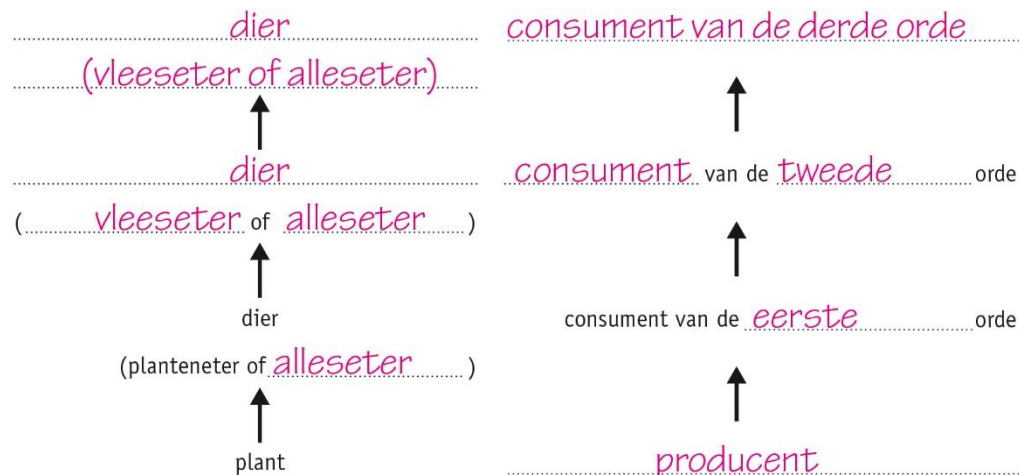 dier
(vleeseter of alleseter)
dier
( vleeseter of alleseter )
dier
(planteneter of alleseter )
plant
consument van de derde orde
consument van de tweede orde
consument van de eerste orde
producent